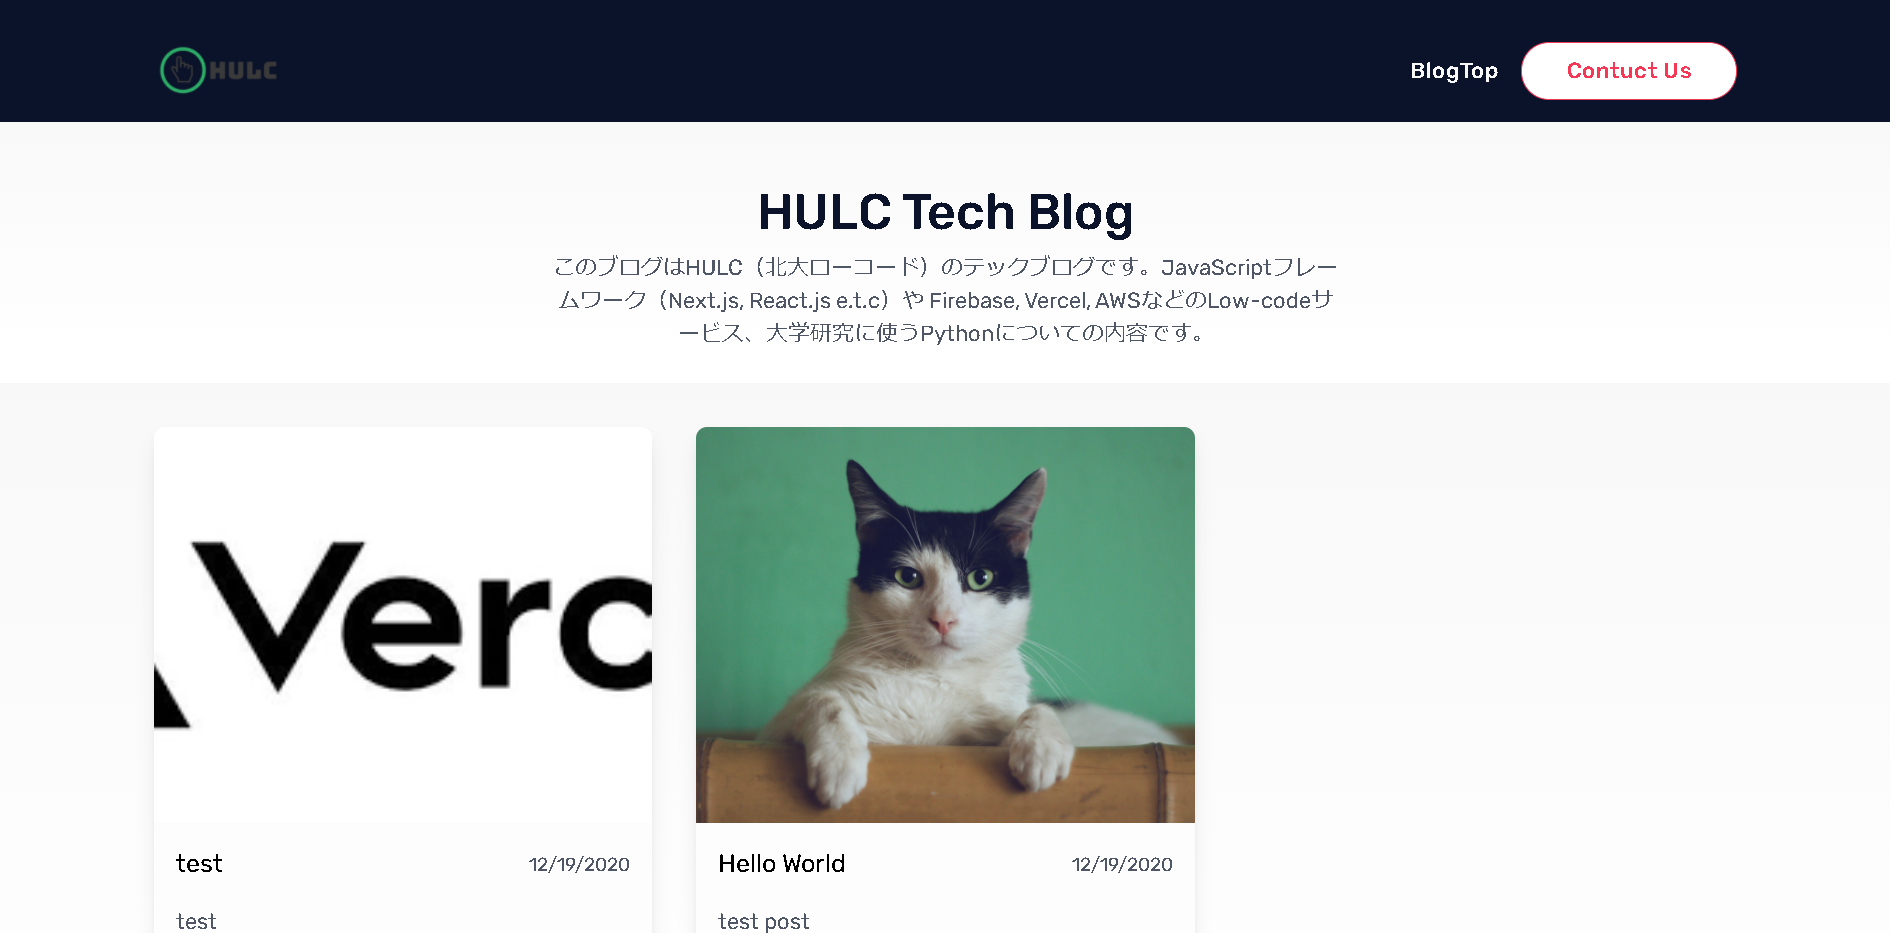 HULC
BlogTop
Contuct Us
HULC Tech Blog
このブログはHULC（北大ローコード）のテックブログです。JavaScriptフレー
ムワーク（Next.js, React.js e.t.c）や Firebase, Vercel, AWSなどのLow-codeサ
ービス、大学研究に使うPythonについての内容です。
Verc
test
12/19/2020
test
Hello World
12/19/2020
test post